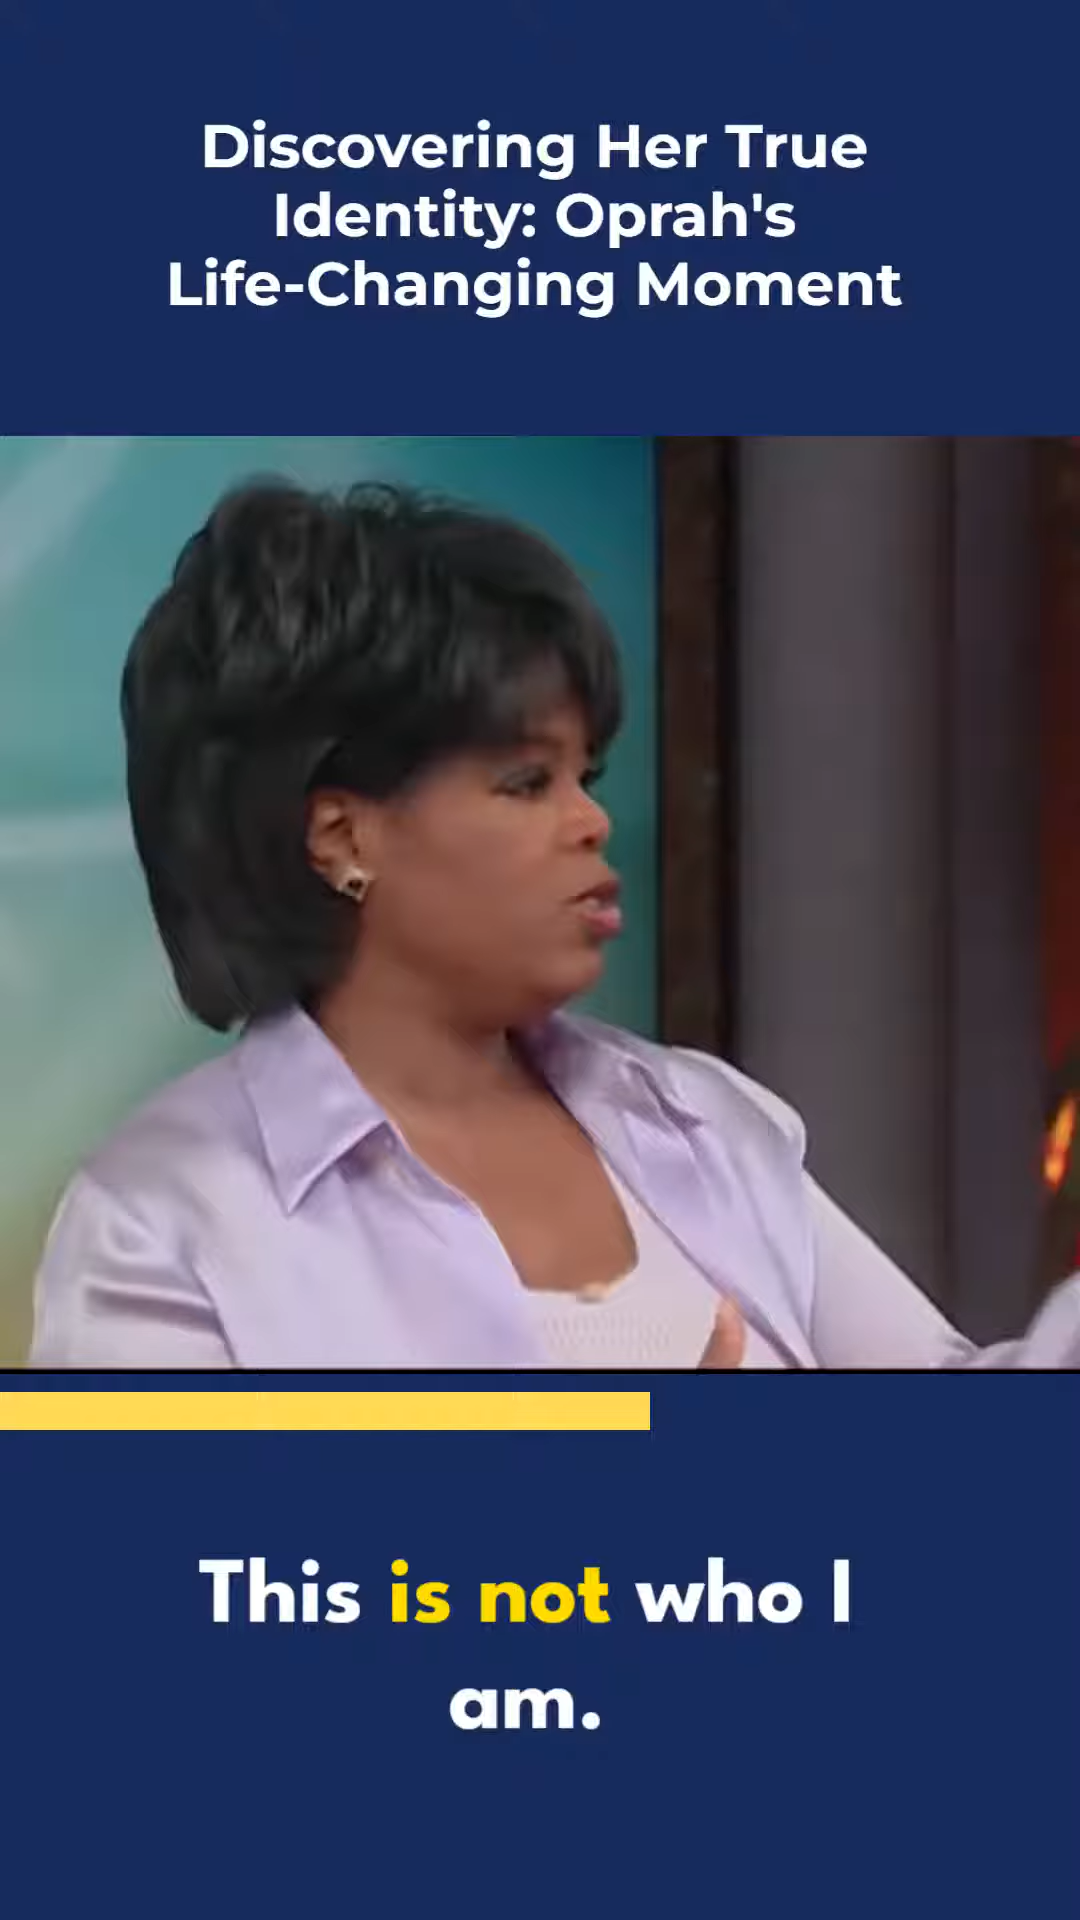 Discovering Her True
Identity: Oprah's
Life-Changing Moment
This is not who I
am.